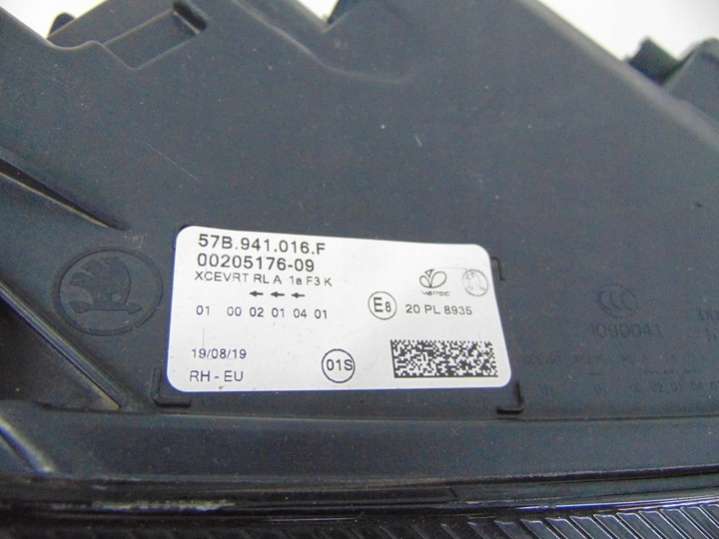 57B.941.016.F
00205176-09
XCEVRT RL A 1a F3 K
01 00 02 01 04 01
E8 20 PL 8935
19/08/19
01S
RH - EU